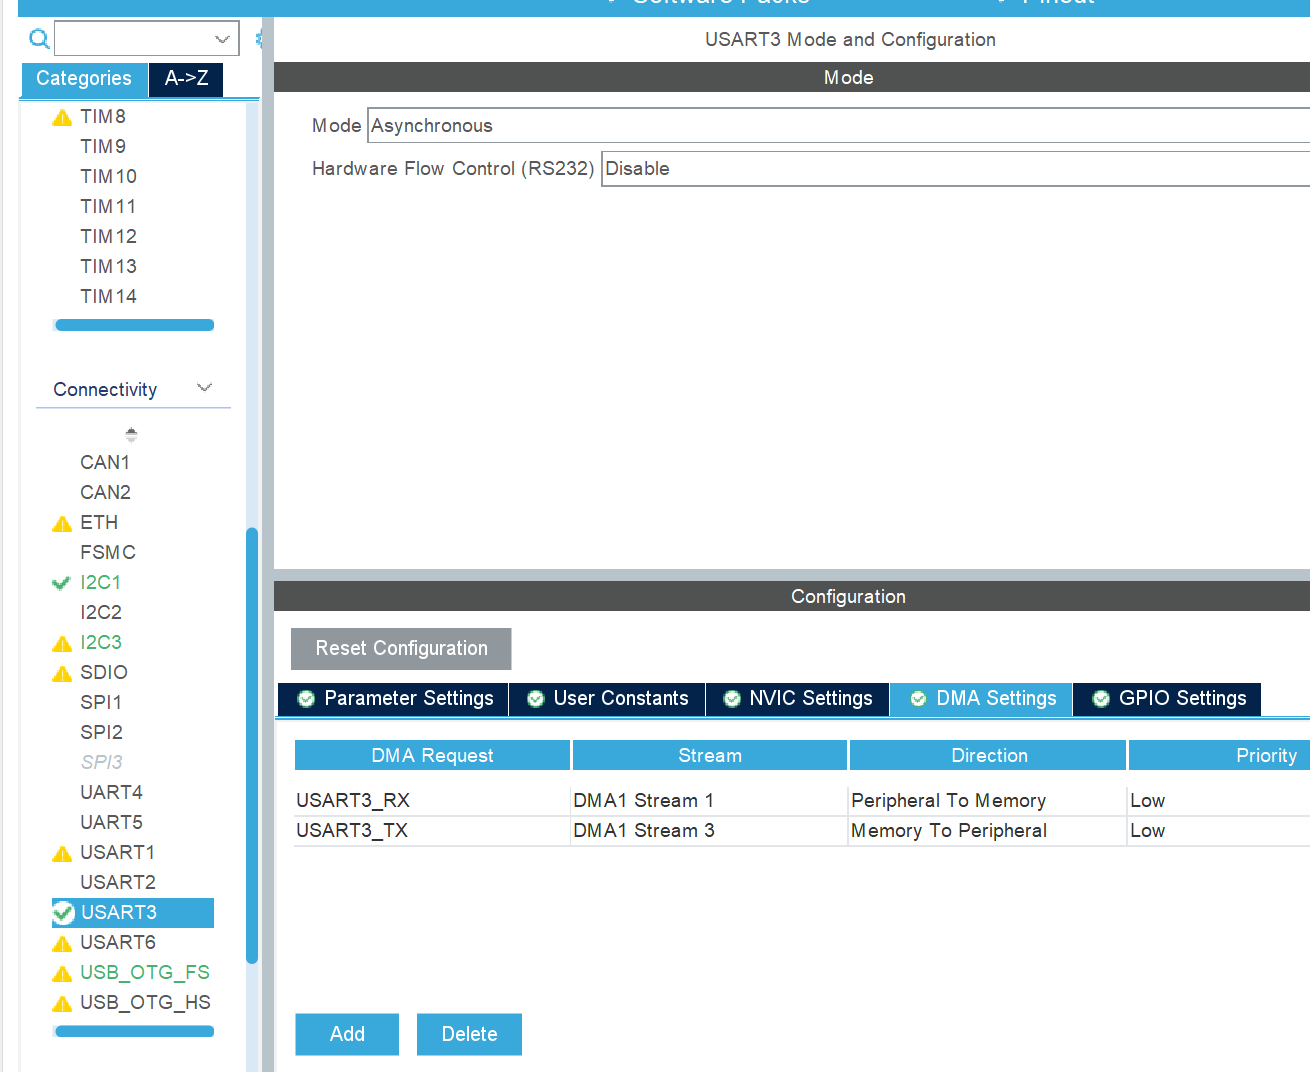 Software Packs
Pinout
USART3 Mode and Configuration
Categories
A->Z
Mode
Mode
Asynchronous
Hardware Flow Control (RS232)
Disable
TIM8
TIM9
TIM10
TIM11
TIM12
TIM13
TIM14
Connectivity
CAN1
CAN2
ETH
FSMC
I2C1
I2C2
I2C3
SDIO
SPI1
SPI2
SPI3
UART4
UART5
USART1
USART2
USART3
USART6
USB_OTG_FS
USB_OTG_HS
Configuration
Reset Configuration
Parameter Settings
User Constants
NVIC Settings
DMA Settings
GPIO Settings
DMA Request
Stream
Direction
Priority
USART3_RX
DMA1 Stream 1
Peripheral To Memory
Low
USART3_TX
DMA1 Stream 3
Memory To Peripheral
Low
Add
Delete